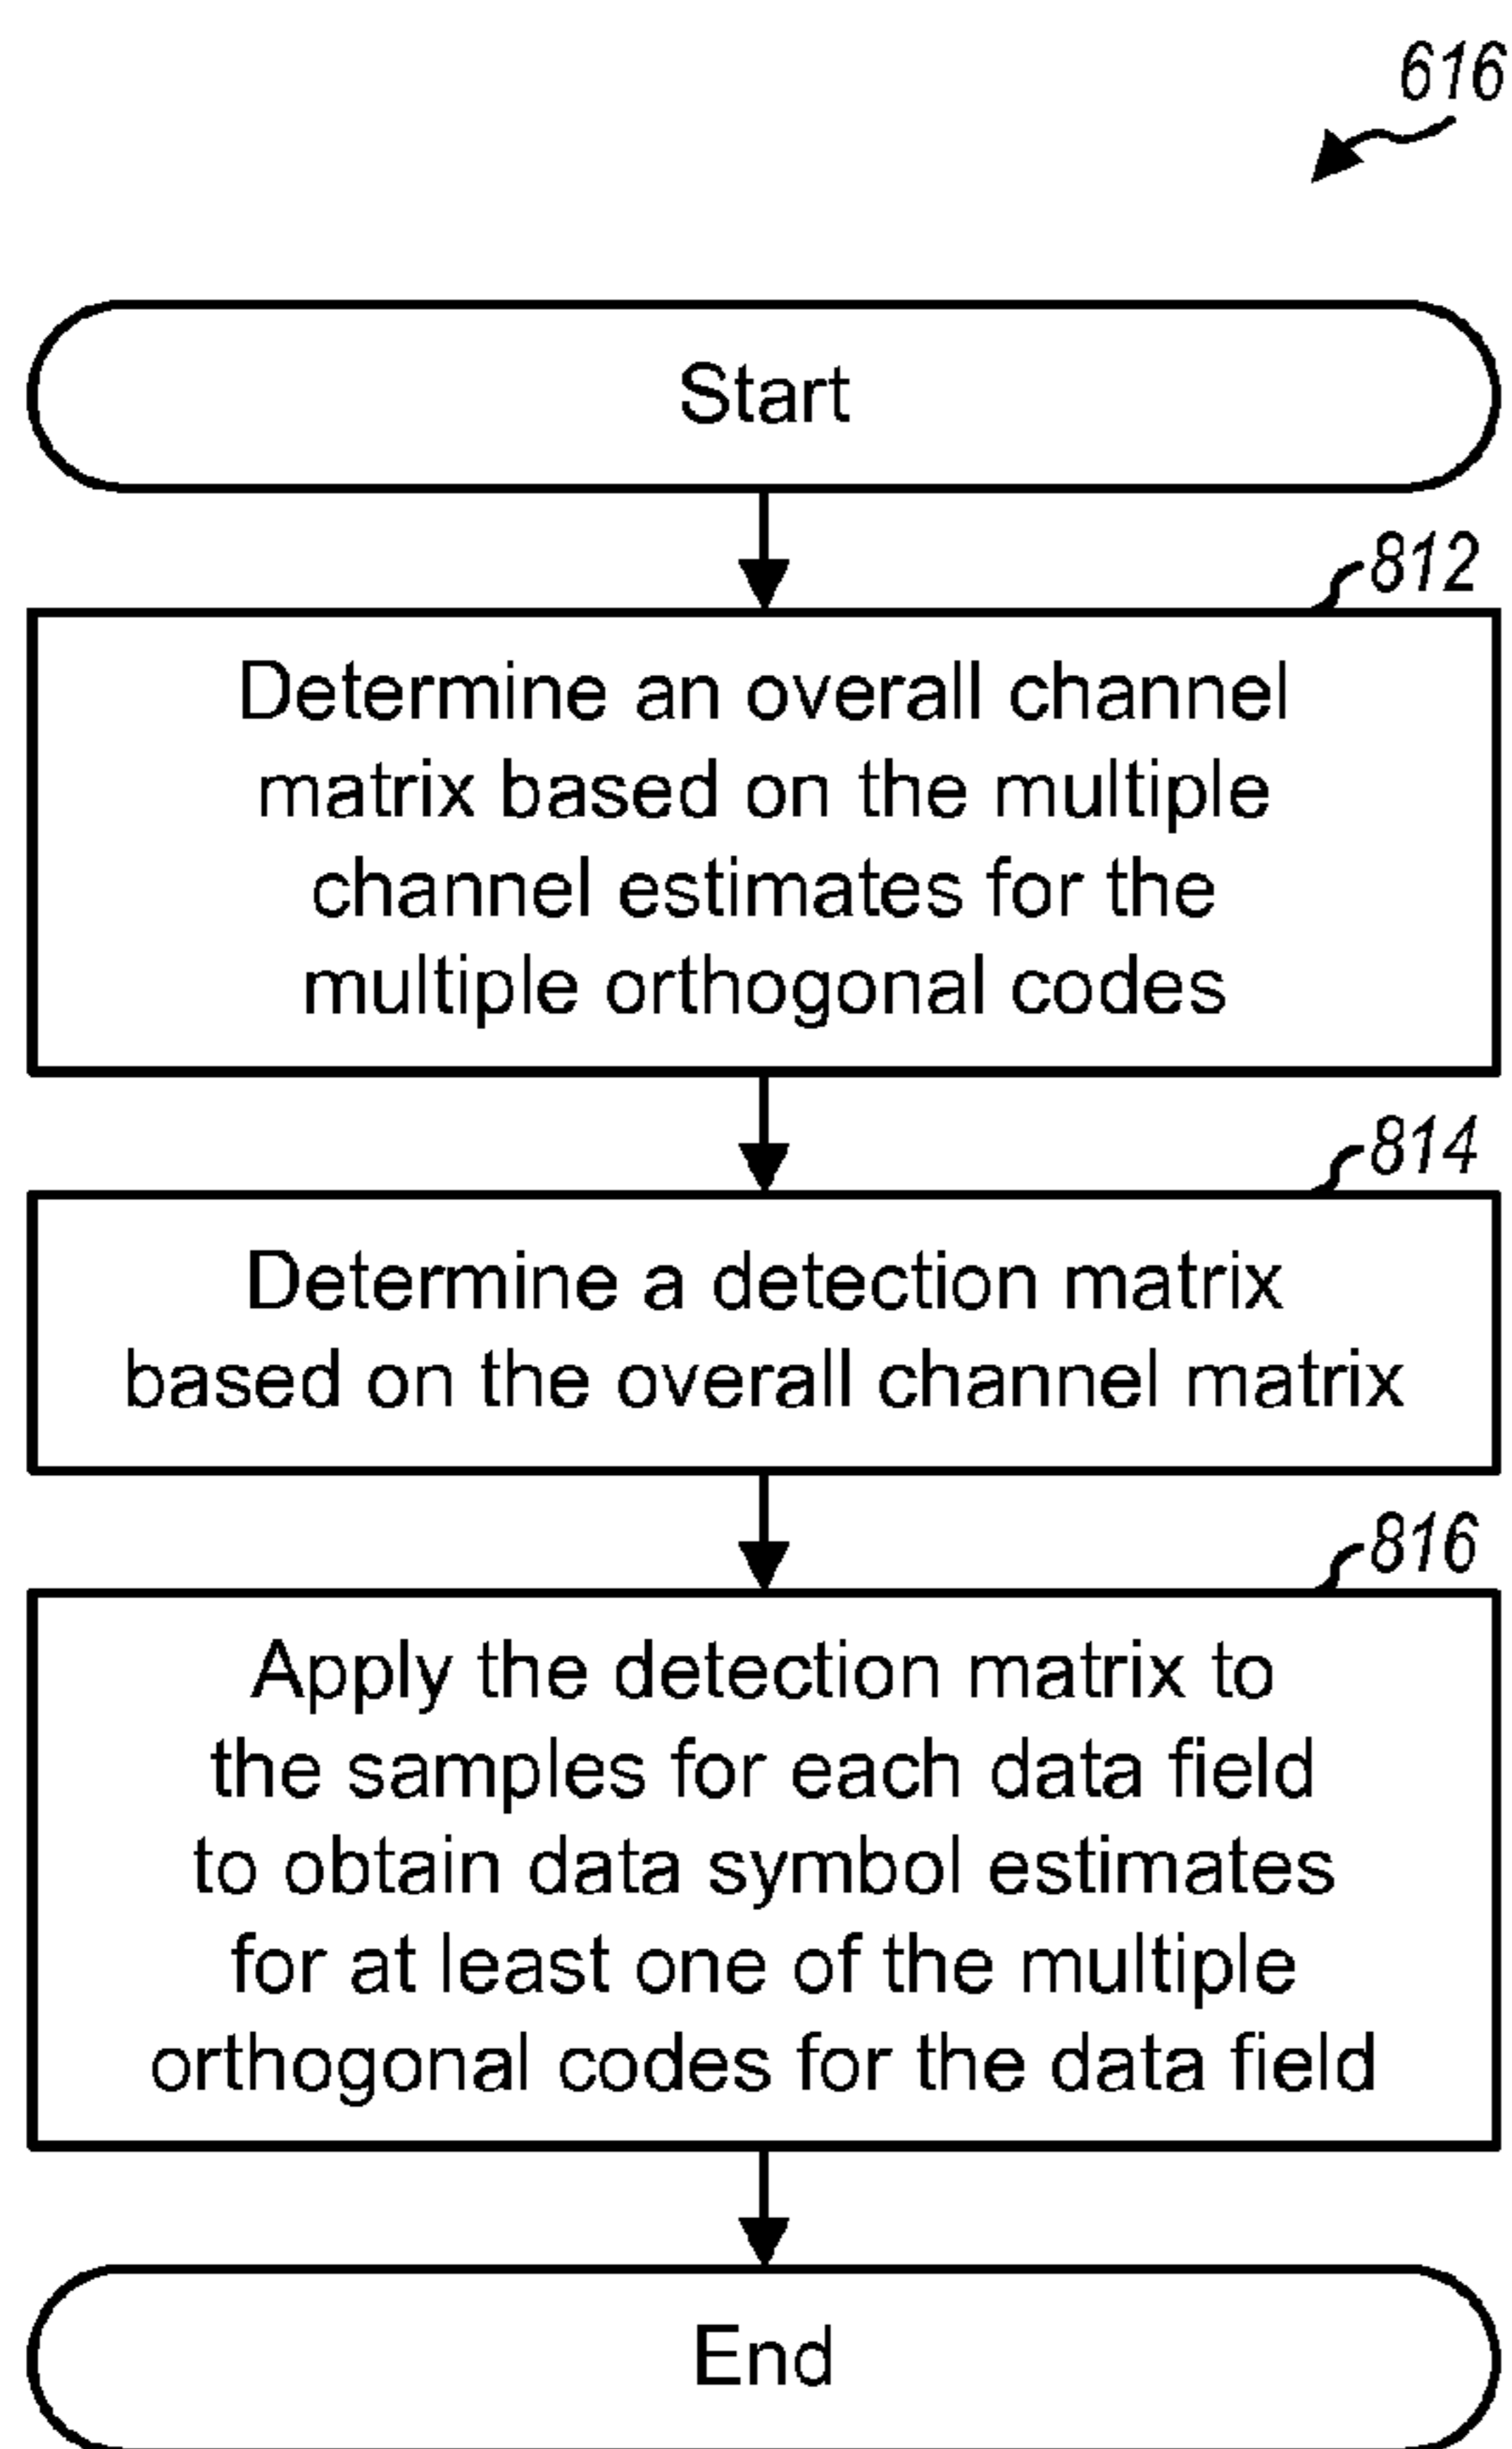 616
Start
812
Determine an overall channel
matrix based on the multiple
channel estimates for the
multiple orthogonal codes
814
Determine a detection matrix
based on the overall channel matrix
816
Apply the detection matrix to
the samples for each data field
to obtain data symbol estimates
for at least one of the multiple
orthogonal codes for the data field
End